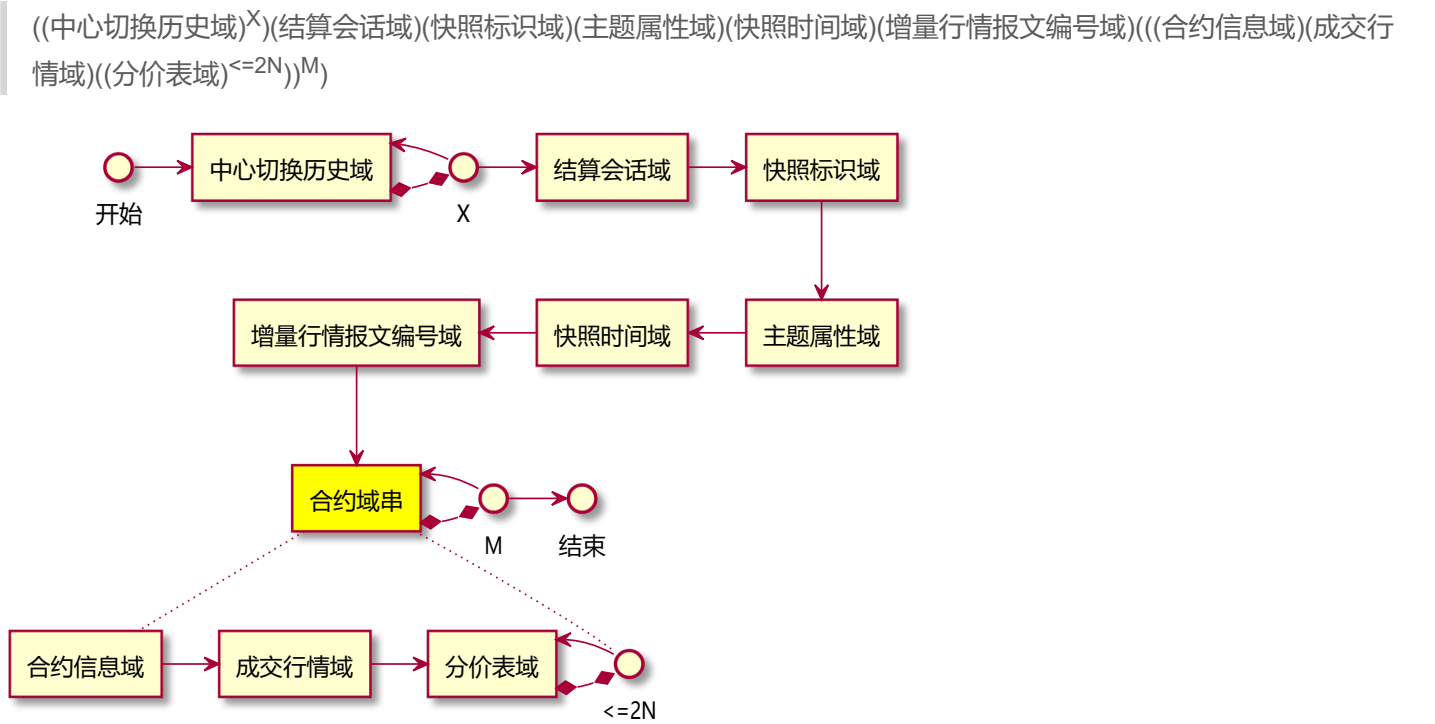 ((中心切换历史域)^X)(结算会话域)(快照标识域)(主题属性域)(快照时间域)(增量行情报文编号域)(((合约信息域)(成交行
情域)((分价表域)^<=2N))^M)
中心切换历史域
结算会话域
快照标识域
开始
X
增量行情报文编号域
快照时间域
主题属性域
合约域串
M
结束
合约信息域
成交行情域
分价表域
<=2N